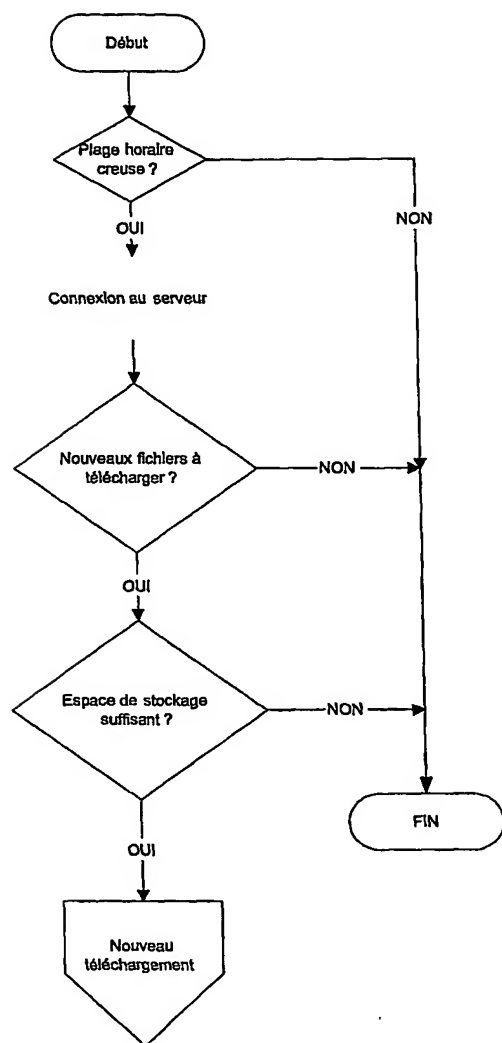 Début
Plage horaire
creuse ?
OUI
NON
Connexion au serveur
Nouveaux fichiers à
télécharger ?
NON
OUI
Espace de stockage
suffisant ?
NON
FIN
OUI
Nouveau
téléchargement